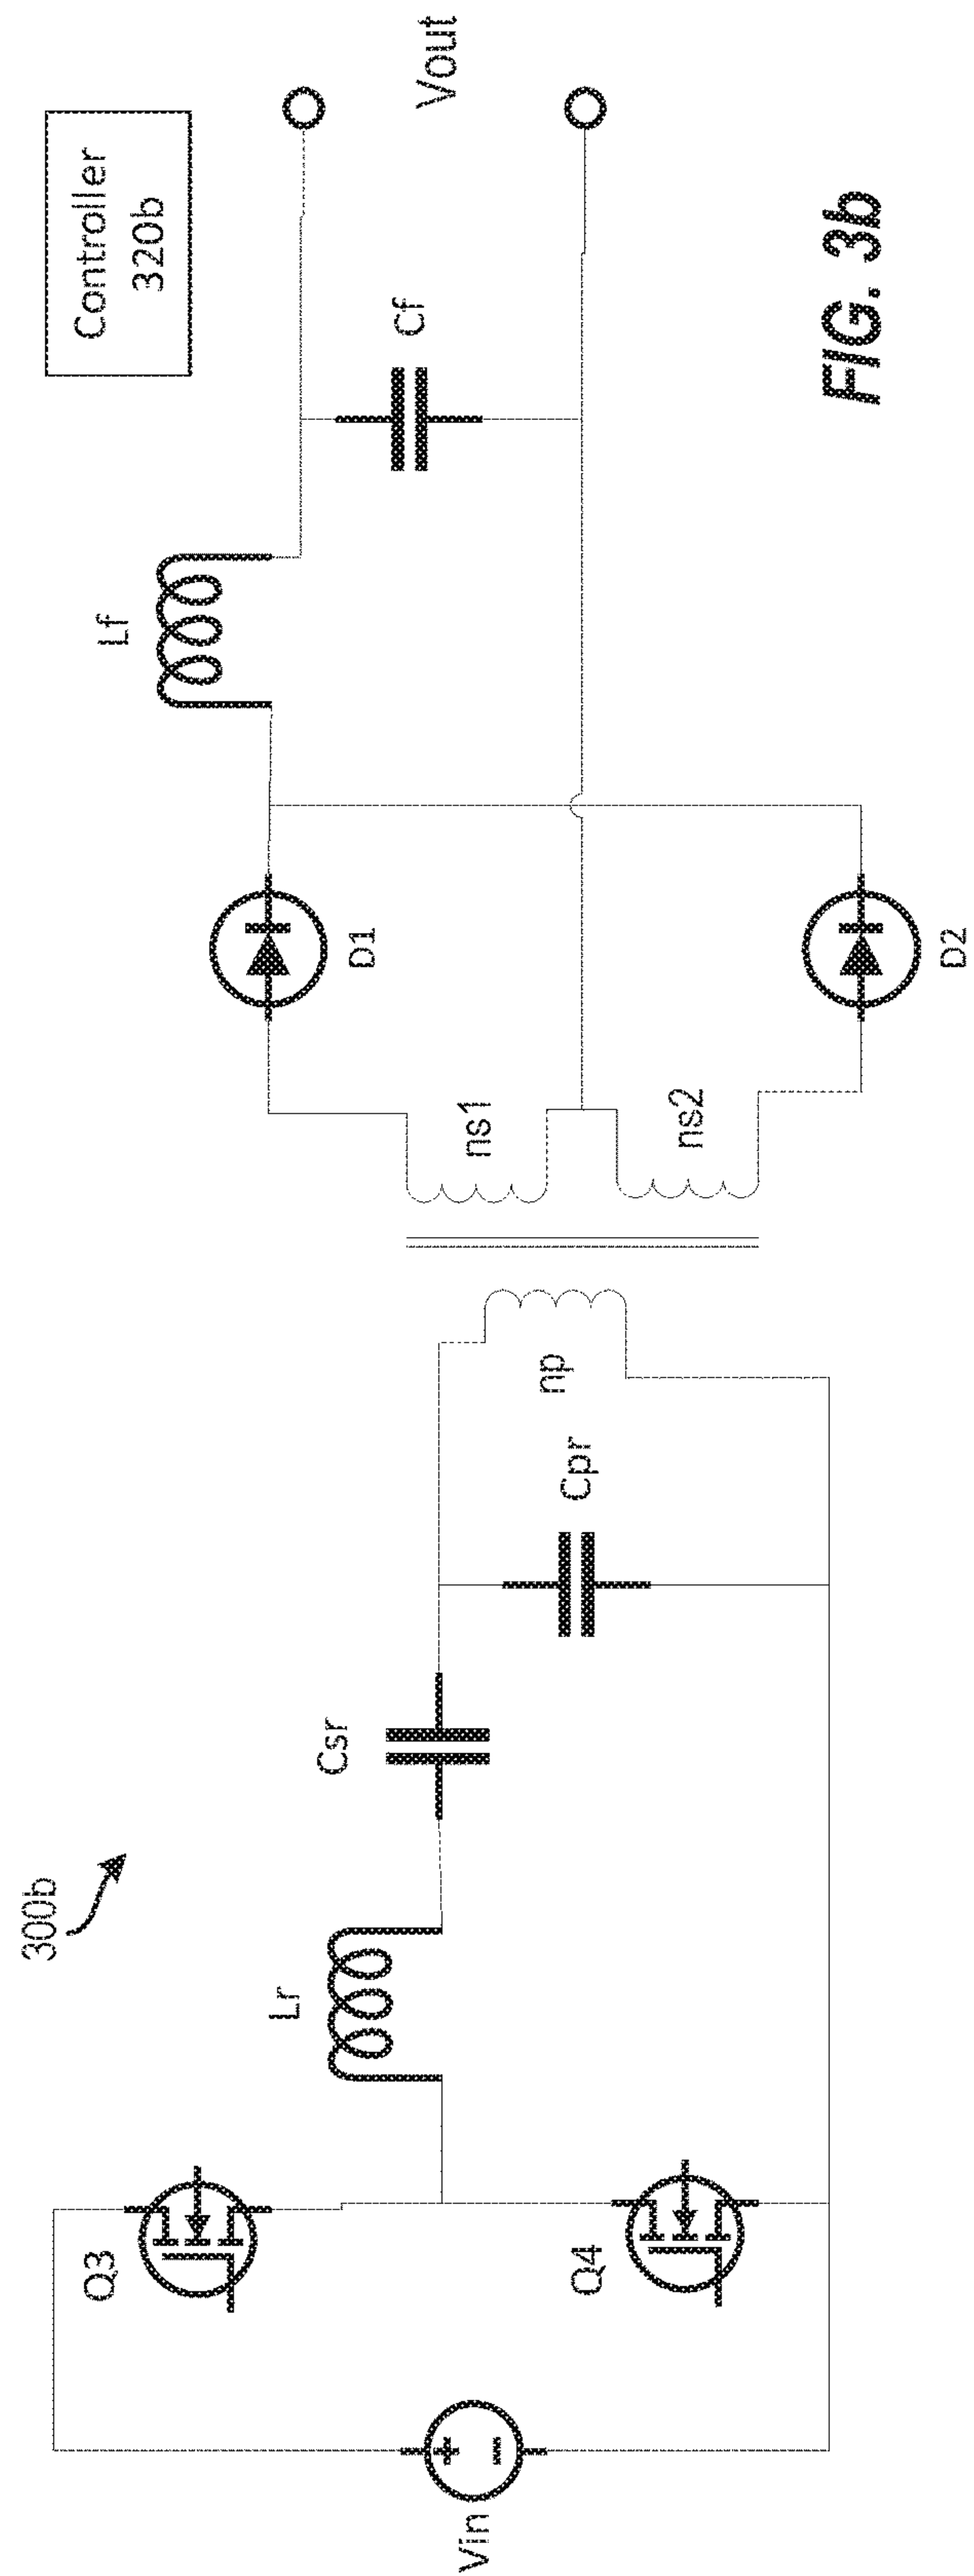 300b
Controller
320b
Q3
Lr
Csr
Lf
D1
Cf
Vout
Vin
Q4
Cpr
np
ns1
ns2
D2
FIG. 3b